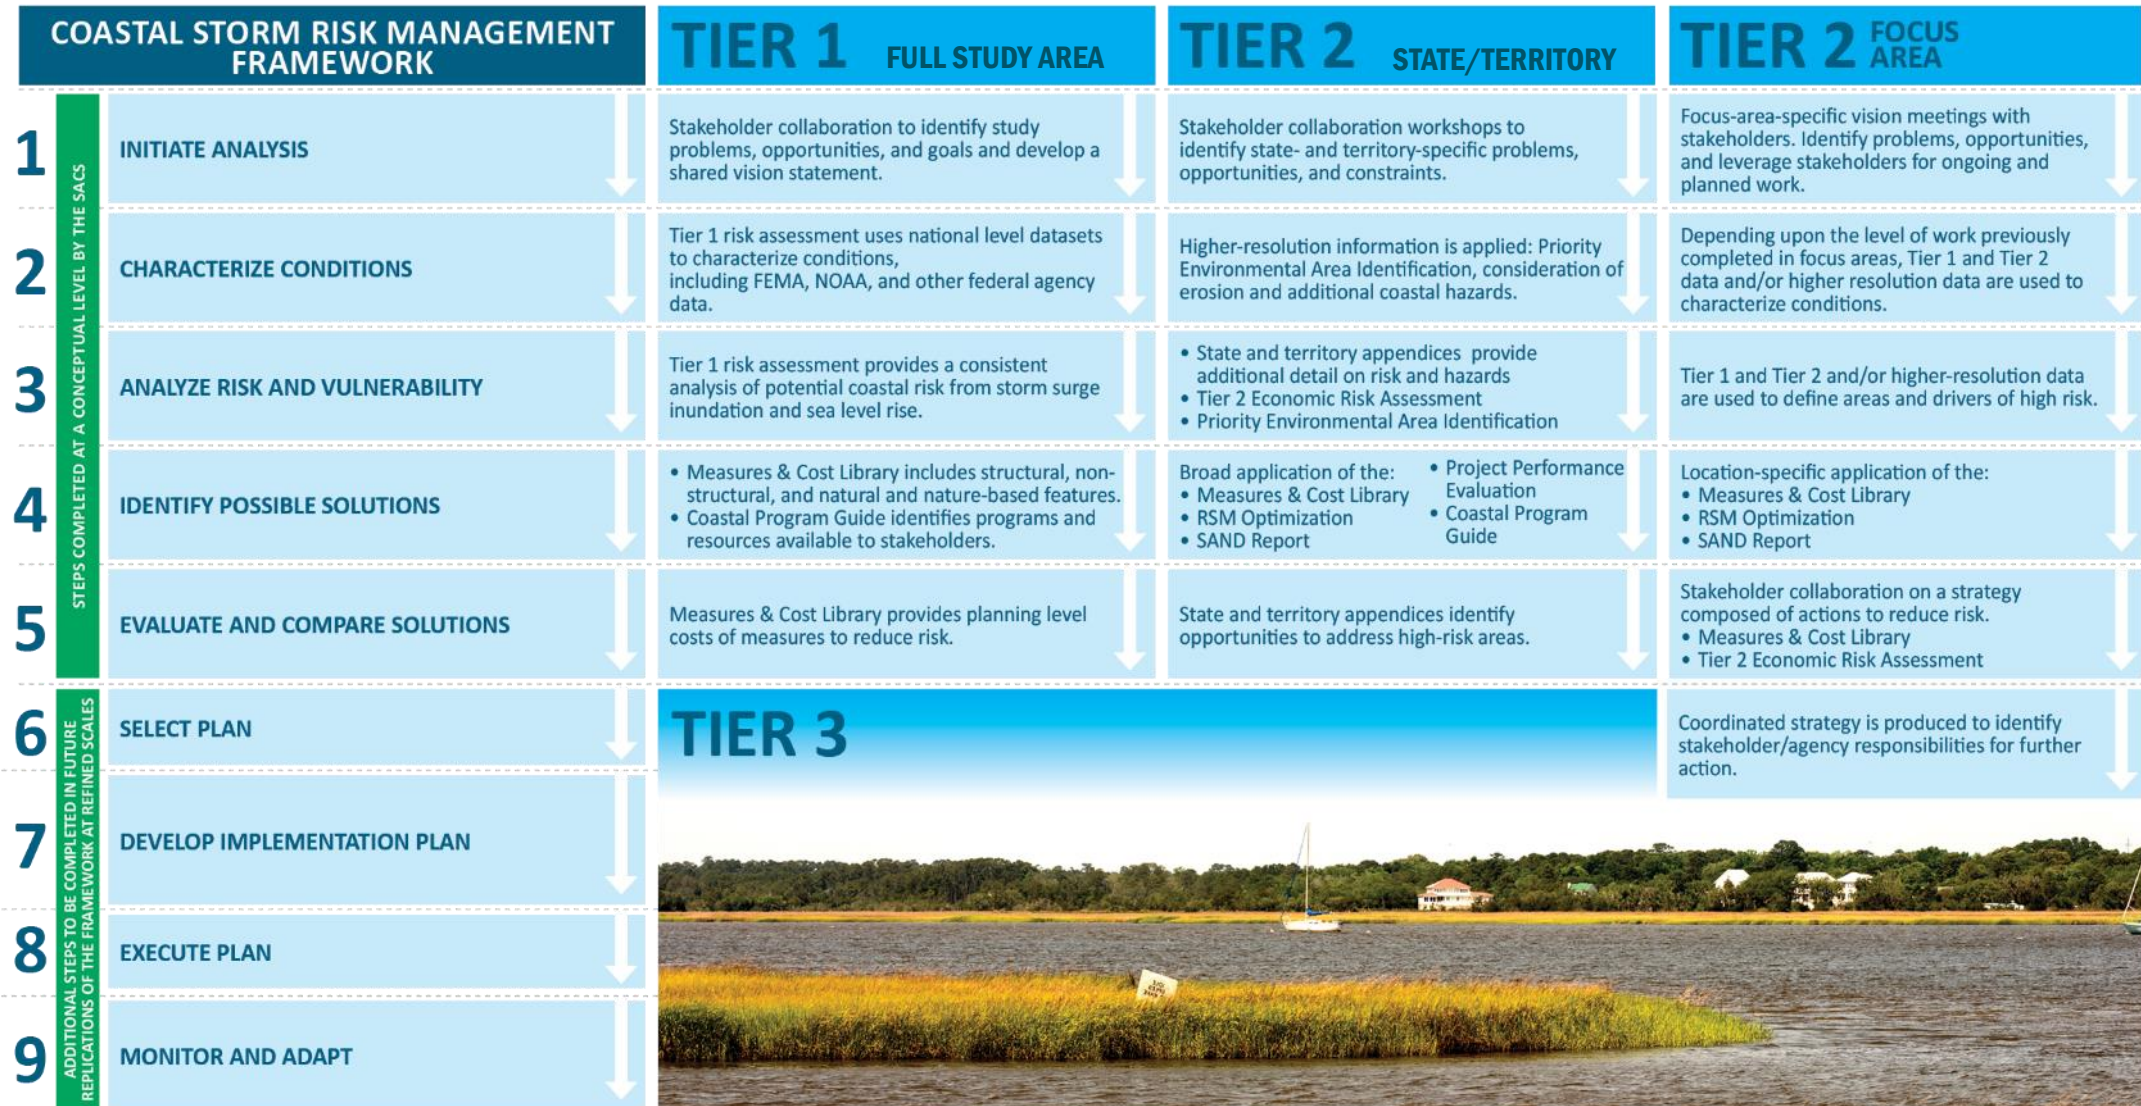 COASTAL STORM RISK MANAGEMENT
FRAMEWORK
TIER 1 FULL STUDY AREA
TIER 2 STATE/TERRITORY
TIER 2 FOCUS
AREA
STEPS COMPLETED AT A CONCEPTUAL LEVEL BY THE SACS
1
INITIATE ANALYSIS
Stakeholder collaboration to identify study
problems, opportunities, and goals and develop a
shared vision statement.
Stakeholder collaboration workshops to
identify state- and territory-specific problems,
opportunities, and constraints.
Focus-area-specific vision meetings with
stakeholders. Identify problems, opportunities,
and leverage stakeholders for ongoing and
planned work.
2
CHARACTERIZE CONDITIONS
Tier 1 risk assessment uses national level datasets
to characterize conditions,
including FEMA, NOAA, and other federal agency
data.
Higher-resolution information is applied: Priority
Environmental Area Identification, consideration of
erosion and additional coastal hazards.
Depending upon the level of work previously
completed in focus areas, Tier 1 and Tier 2
data and/or higher resolution data are used to
characterize conditions.
3
ANALYZE RISK AND VULNERABILITY
Tier 1 risk assessment provides a consistent
analysis of potential coastal risk from storm surge
inundation and sea level rise.
• State and territory appendices provide
additional detail on risk and hazards
• Tier 2 Economic Risk Assessment
• Priority Environmental Area Identification
Tier 1 and Tier 2 and/or higher-resolution data
are used to define areas and drivers of high risk.
4
IDENTIFY POSSIBLE SOLUTIONS
• Measures & Cost Library includes structural, non-
structural, and natural and nature-based features.
• Coastal Program Guide identifies programs and
resources available to stakeholders.
Broad application of the:
• Measures & Cost Library
• RSM Optimization
• SAND Report
• Project Performance
Evaluation
• Coastal Program
Guide
Location-specific application of the:
• Measures & Cost Library
• RSM Optimization
• SAND Report
5
EVALUATE AND COMPARE SOLUTIONS
Measures & Cost Library provides planning level
costs of measures to reduce risk.
State and territory appendices identify
opportunities to address high-risk areas.
Stakeholder collaboration on a strategy
composed of actions to reduce risk.
• Measures & Cost Library
• Tier 2 Economic Risk Assessment
ADDITIONAL STEPS TO BE COMPLETED IN FUTURE
REPLICATIONS OF THE FRAMEWORK AT REFINED SCALES
6
SELECT PLAN
TIER 3
Coordinated strategy is produced to identify
stakeholder/agency responsibilities for further
action.
7
DEVELOP IMPLEMENTATION PLAN
8
EXECUTE PLAN
9
MONITOR AND ADAPT